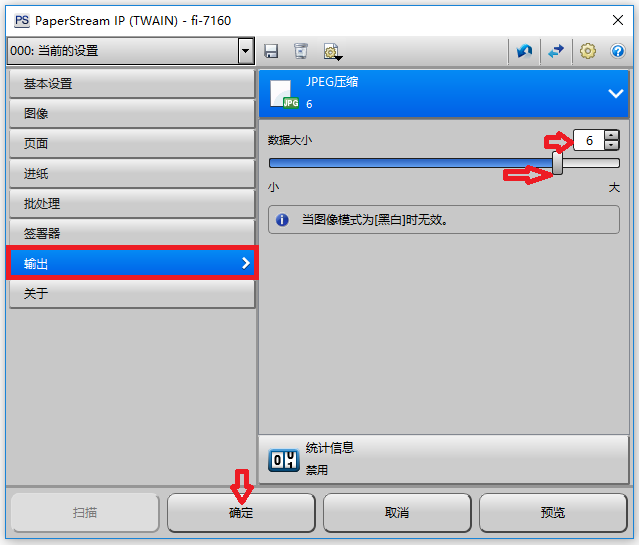 PS PaperStream IP (TWAIN) - fi-7160
000: 当前的设置
基本设置
图像
页面
进纸
批处理
签署器
输出
关于
JPG
JPEG压缩
6
数据大小
6
小
大
当图像模式为[黑白]时无效。
统计信息
禁用
扫描
确定
取消
预览